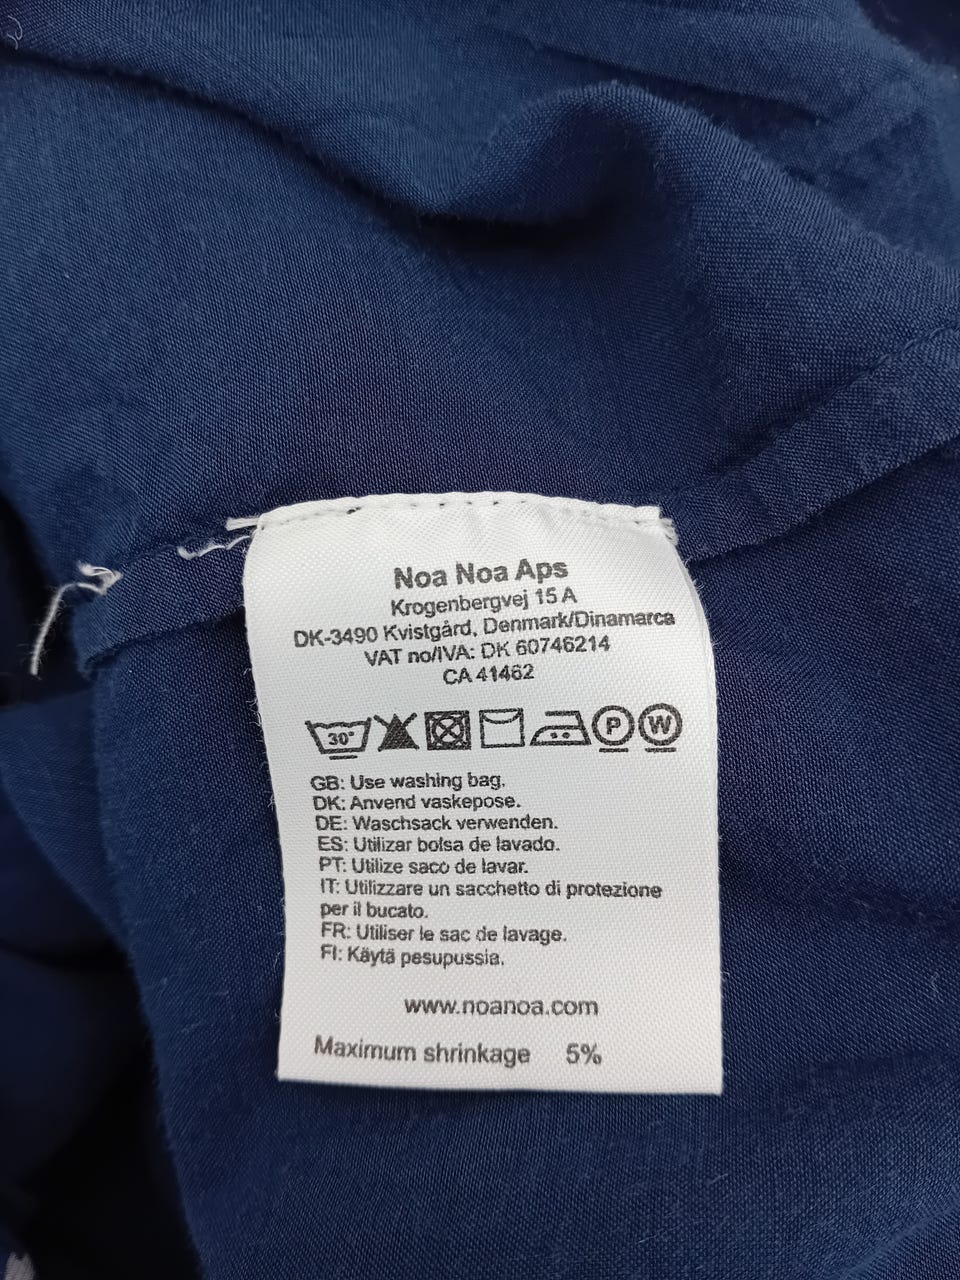 Noa Noa Aps
Krogenbergvej 15 A
DK-3490 Kvistgård, Denmark/Dinamarca
VAT no/IVA: DK 60746214
CA 41462
30° P W
GB: Use washing bag.
DK: Anvend vaskepose.
DE: Waschsack verwenden.
ES: Utilizar bolsa de lavado.
PT: Utilize saco de lavar.
IT: Utilizzare un sacchetto di protezione
per il bucato.
FR: Utiliser le sac de lavage.
FI: Käytä pesupussia.
www.noanoa.com
Maximum shrinkage 5%